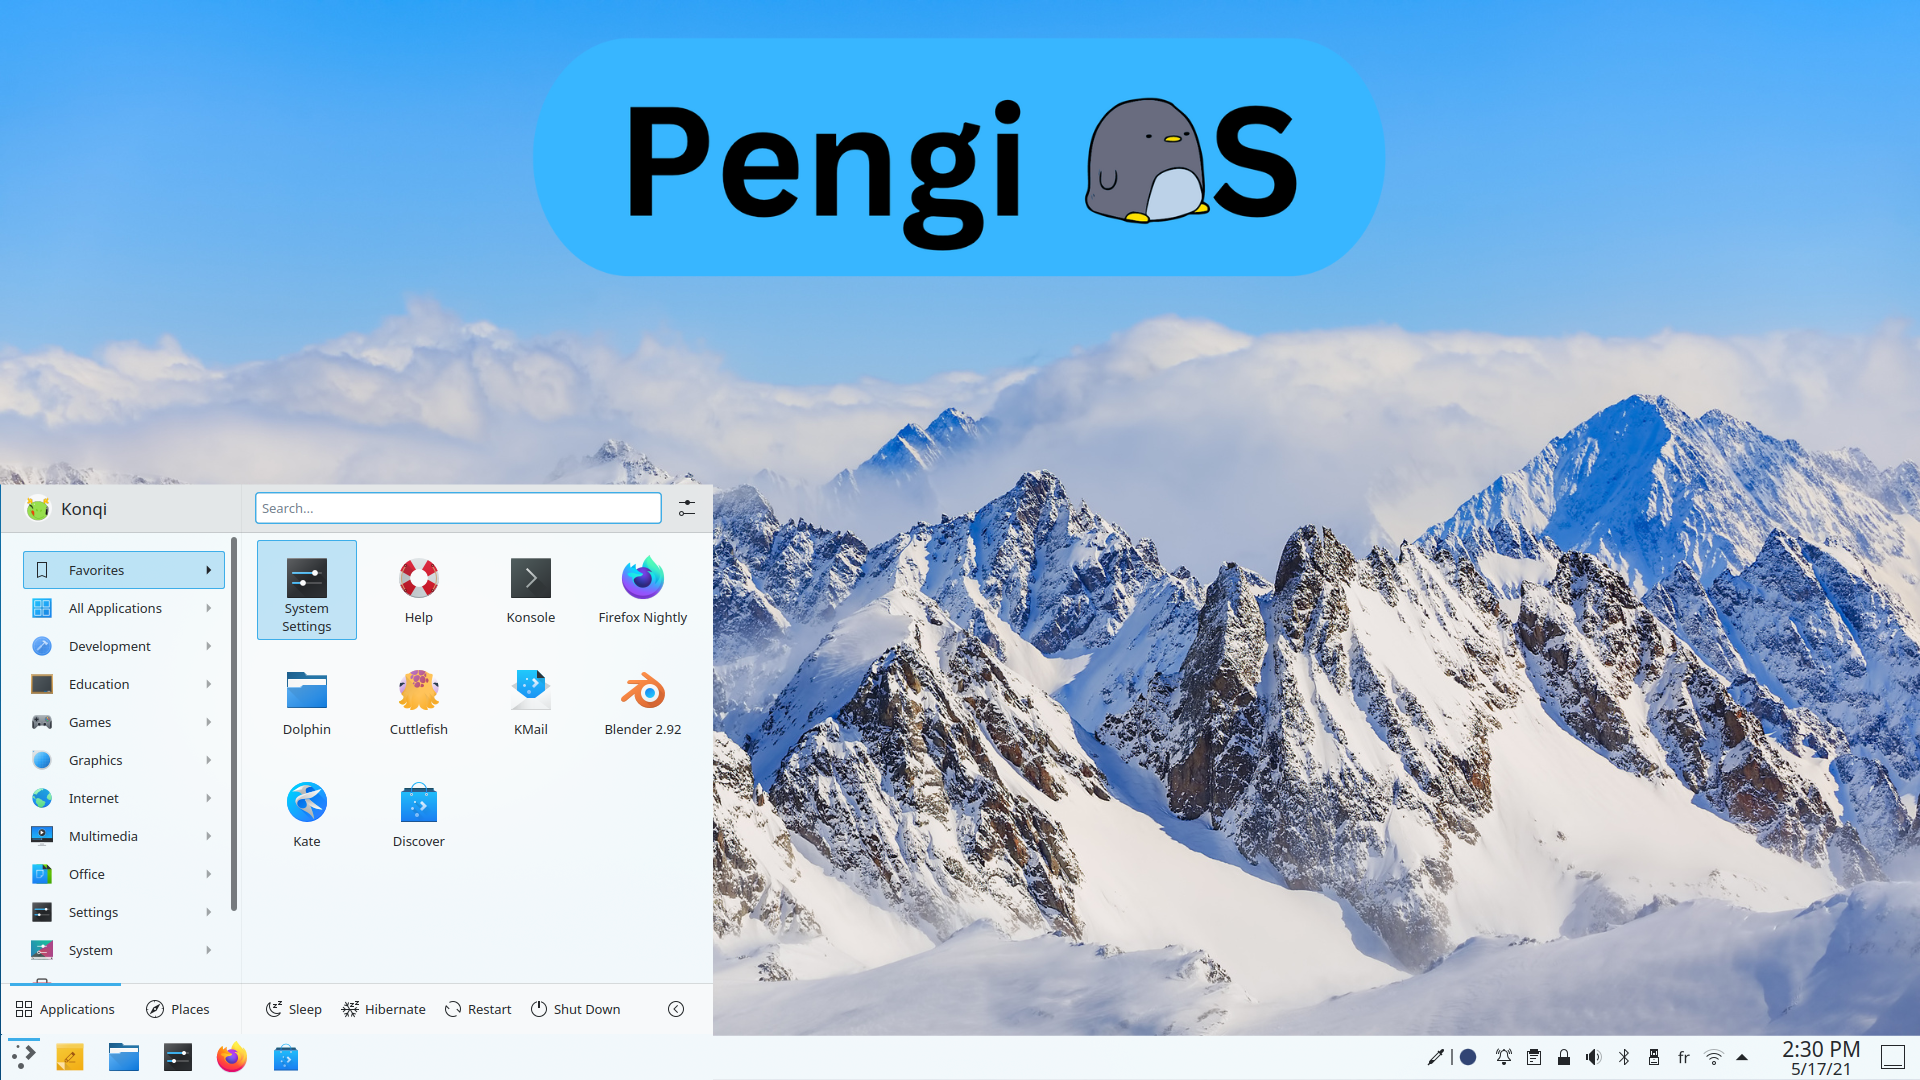 Pengi S
Konqi
Search...
Favorites
All Applications
Development
Education
Games
Graphics
Internet
Multimedia
Office
Settings
System
System
Settings
Help
Konsole
Firefox Nightly
Dolphin
Cuttlefish
KMail
Blender 2.92
Kate
Discover
Applications
Places
Sleep
Hibernate
Restart
Shut Down
fr
2:30 PM
5/17/21